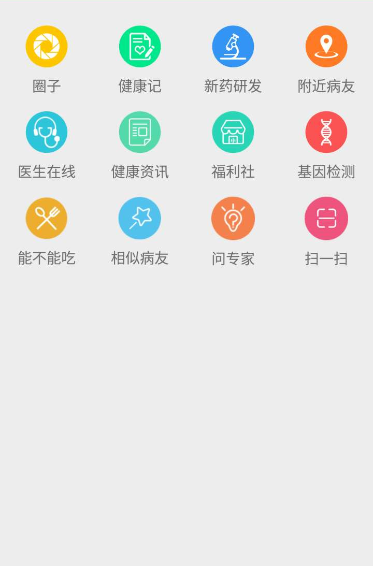 圈子 健康记 新药研发 附近病友
医生在线 健康资讯 福利社 基因检测
能不能吃 相似病友 问专家 扫一扫